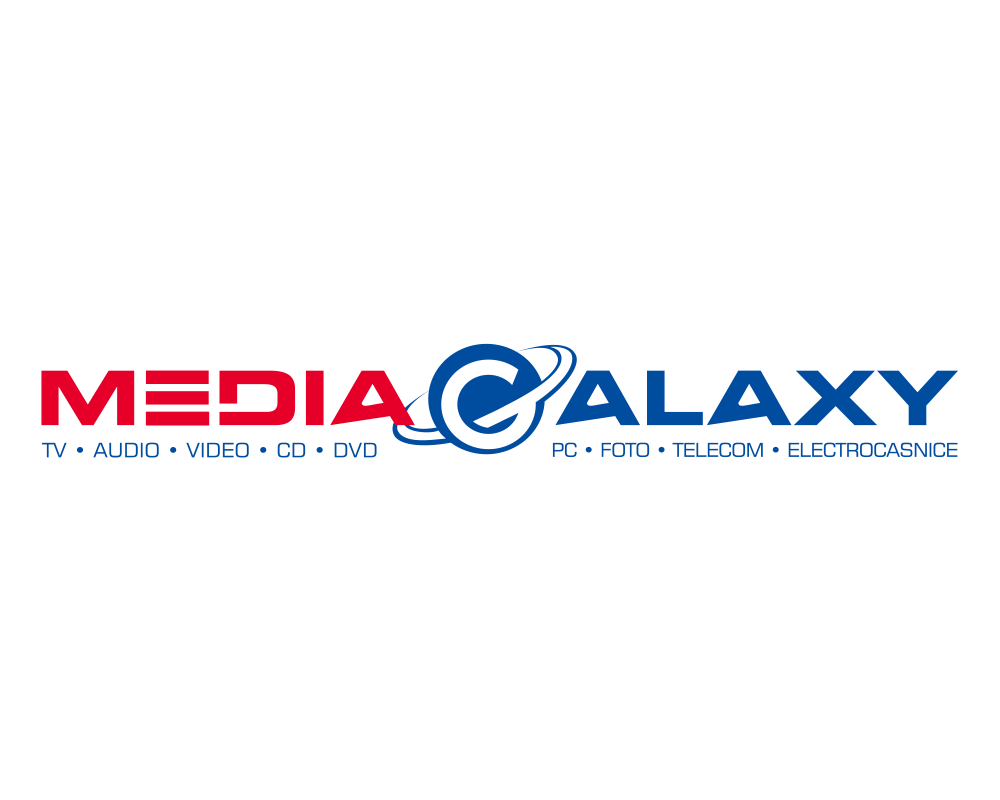 MEDIA GALAXY
TV • AUDIO • VIDEO • CD • DVD
PC • FOTO • TELECOM • ELECTROCASNICE